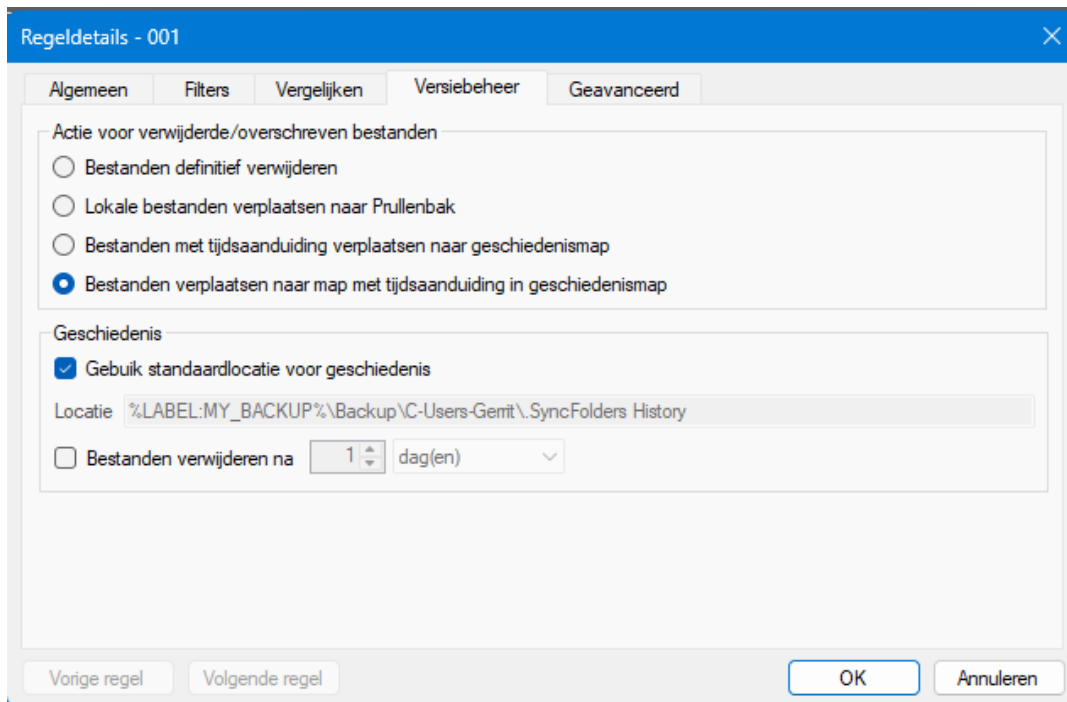 Regeldetails - 001
Algemeen Filters Vergelijken Versiebeheer Geavanceerd
Actie voor verwijderde/overschreven bestanden
Bestanden definitief verwijderen
Lokale bestanden verplaatsen naar Prullenbak
Bestanden met tijdsaanduiding verplaatsen naar geschiedenismap
Bestanden verplaatsen naar map met tijdsaanduiding in geschiedenismap
Geschiedenis
Gebuik standaardlocatie voor geschiedenis
Locatie %LABEL:MY_BACKUP%\Backup\C-Users-Gerrit\.SyncFolders History
Bestanden verwijderen na 1 dag(en)
Vorige regel Volgende regel OK Annuleren